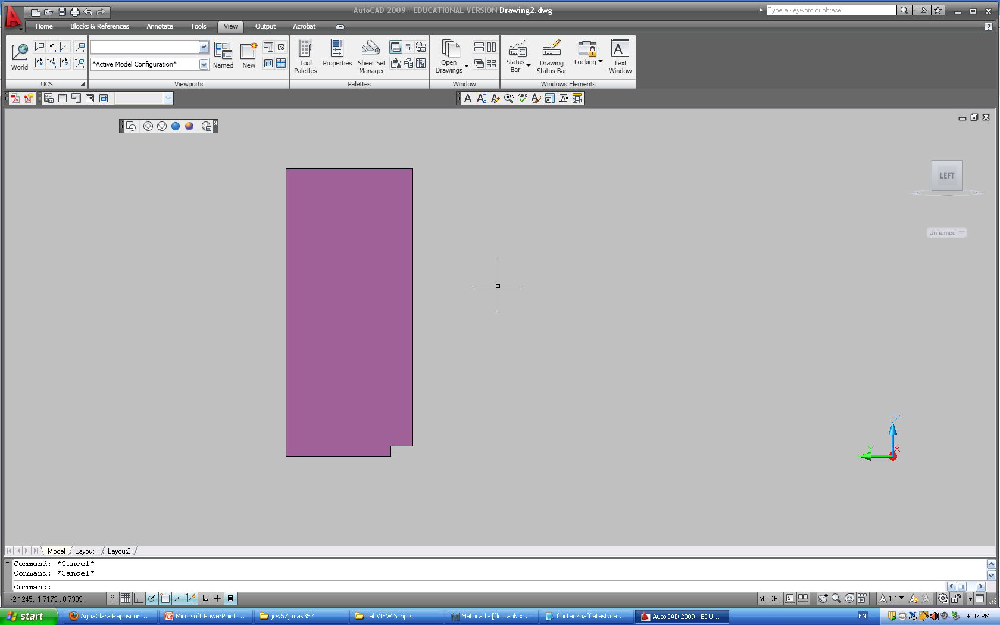 AutoCAD 2009 - EDUCATIONAL VERSION Drawing2.dwg
Type a keyword or phrase
Home Blocks & References Annotate Tools View Output Acrobat
World
*Active Model Configuration*
Named
New
Tool Palettes
Properties
Sheet Set Manager
Open Drawings
Status Bar
Drawing Status Bar
Locking
Text Window
UCS Viewports Palettes Window Windows Elements
LEFT
Unnamed
Z
Y
X
Model Layout1 Layout2
Command: *Cancel*
Command: *Cancel*
Command:
-2.1245, 1.7173, 0.7399
MODEL
1:1
start
AguaClara Repositori...
Microsoft PowerPoint ...
jcw57, mas352
LabVIEW Scripts
Mathcad - [floctank.x...
floctankbaffletest.da...
AutoCAD 2009 - EDU...
EN
4:07 PM